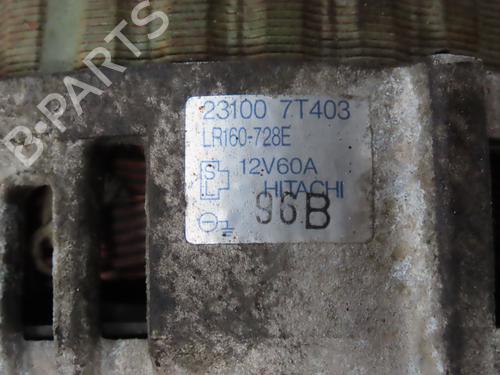 B-PARTS
23100 7T403
LR160-728E
S
L
12V60A
HITACHI
96B